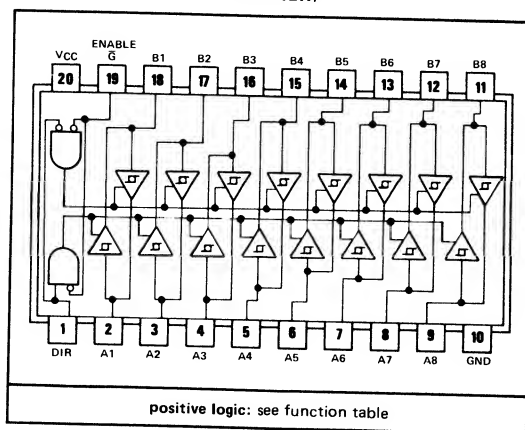 ENABLE
VCC G̅ B1 B2 B3 B4 B5 B6 B7 B8
20 19 18 17 16 15 14 13 12 11
1 2 3 4 5 6 7 8 9 10
DIR A1 A2 A3 A4 A5 A6 A7 A8 GND
positive logic: see function table